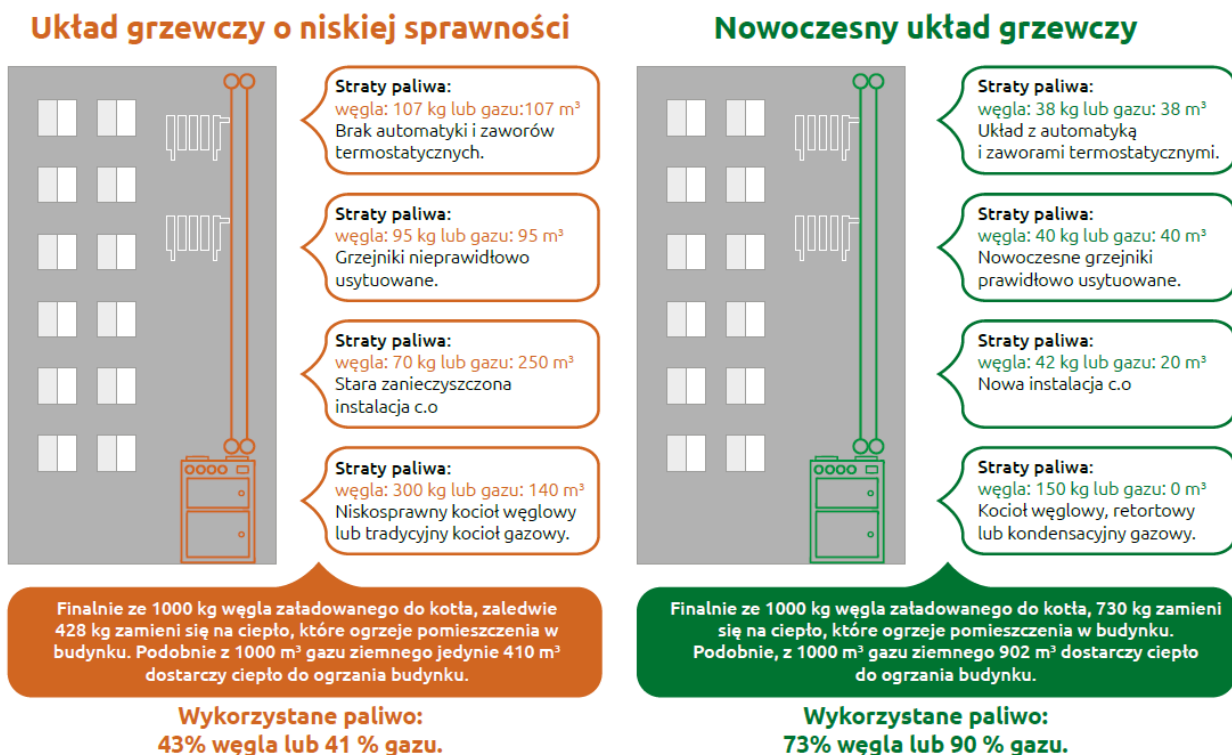 Układ grzewczy o niskiej sprawności
Straty paliwa:
węgla: 107 kg lub gazu:107 m³
Brak automatyki i zaworów
termostatycznych.
Straty paliwa:
węgla: 95 kg lub gazu: 95 m³
Grzejniki nieprawidłowo
usytuowane.
Straty paliwa:
węgla: 70 kg lub gazu: 250 m³
Stara zanieczyszczona
instalacja c.o
Straty paliwa:
węgla: 300 kg lub gazu: 140 m³
Niskosprawny kocioł węglowy
lub tradycyjny kocioł gazowy.
Finalnie ze 1000 kg węgla załadowanego do kotła, zaledwie
428 kg zamieni się na ciepło, które ogrzeje pomieszczenia w
budynku. Podobnie z 1000 m³ gazu ziemnego jedynie 410 m³
dostarczy ciepło do ogrzania budynku.
Wykorzystane paliwo:
43% węgla lub 41 % gazu.
Nowoczesny układ grzewczy
Straty paliwa:
węgla: 38 kg lub gazu: 38 m³
Układ z automatyką
i zaworami termostatycznymi.
Straty paliwa:
węgla: 40 kg lub gazu: 40 m³
Nowoczesne grzejniki
prawidłowo usytuowane.
Straty paliwa:
węgla: 42 kg lub gazu: 20 m³
Nowa instalacja c.o
Straty paliwa:
węgla: 150 kg lub gazu: 0 m³
Kocioł węglowy, retortowy
lub kondensacyjny gazowy.
Finalnie ze 1000 kg węgla załadowanego do kotła, 730 kg zamieni
się na ciepło, które ogrzeje pomieszczenia w budynku.
Podobnie, z 1000 m³ gazu ziemnego 902 m³ dostarczy ciepło
do ogrzania budynku.
Wykorzystane paliwo:
73% węgla lub 90 % gazu.